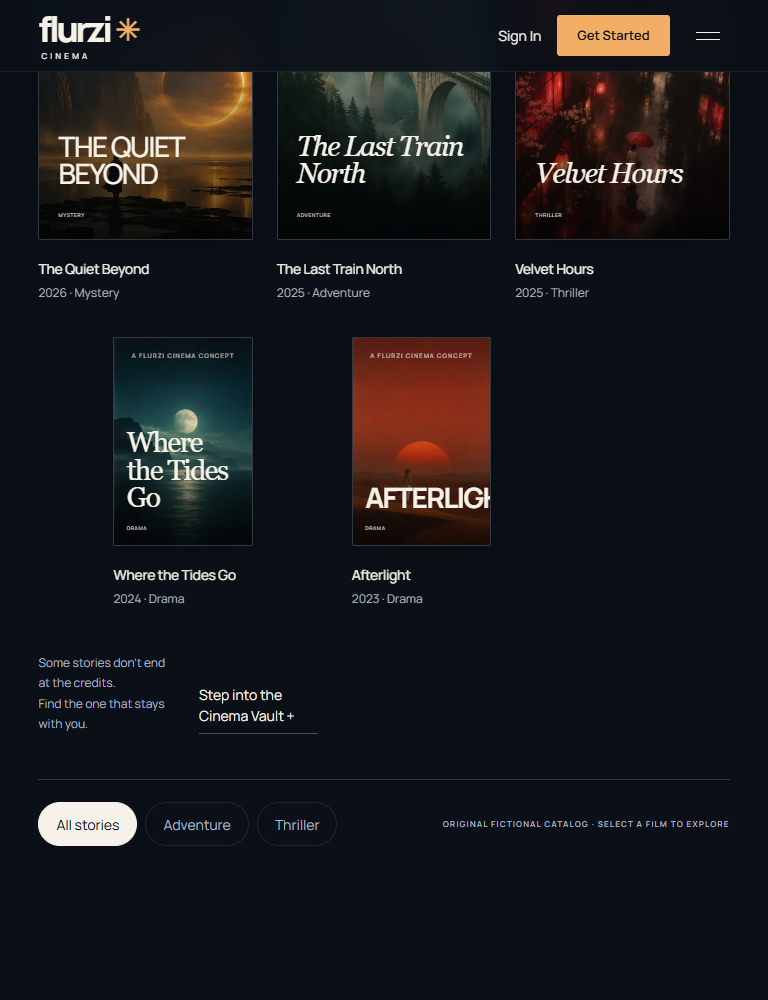 flurzi
CINEMA
Sign In
Get Started
THE QUIET
BEYOND
MYSTERY
The Last Train
North
ADVENTURE
Velvet Hours
THRILLER
The Quiet Beyond
2026 · Mystery
The Last Train North
2025 · Adventure
Velvet Hours
2025 · Thriller
A FLURZI CINEMA CONCEPT
Where
the Tides
Go
DRAMA
A FLURZI CINEMA CONCEPT
AFTERLIGH
DRAMA
Where the Tides Go
2024 · Drama
Afterlight
2023 · Drama
Some stories don't end
at the credits.
Find the one that stays
with you.
Step into the
Cinema Vault +
All stories
Adventure
Thriller
ORIGINAL FICTIONAL CATALOG · SELECT A FILM TO EXPLORE